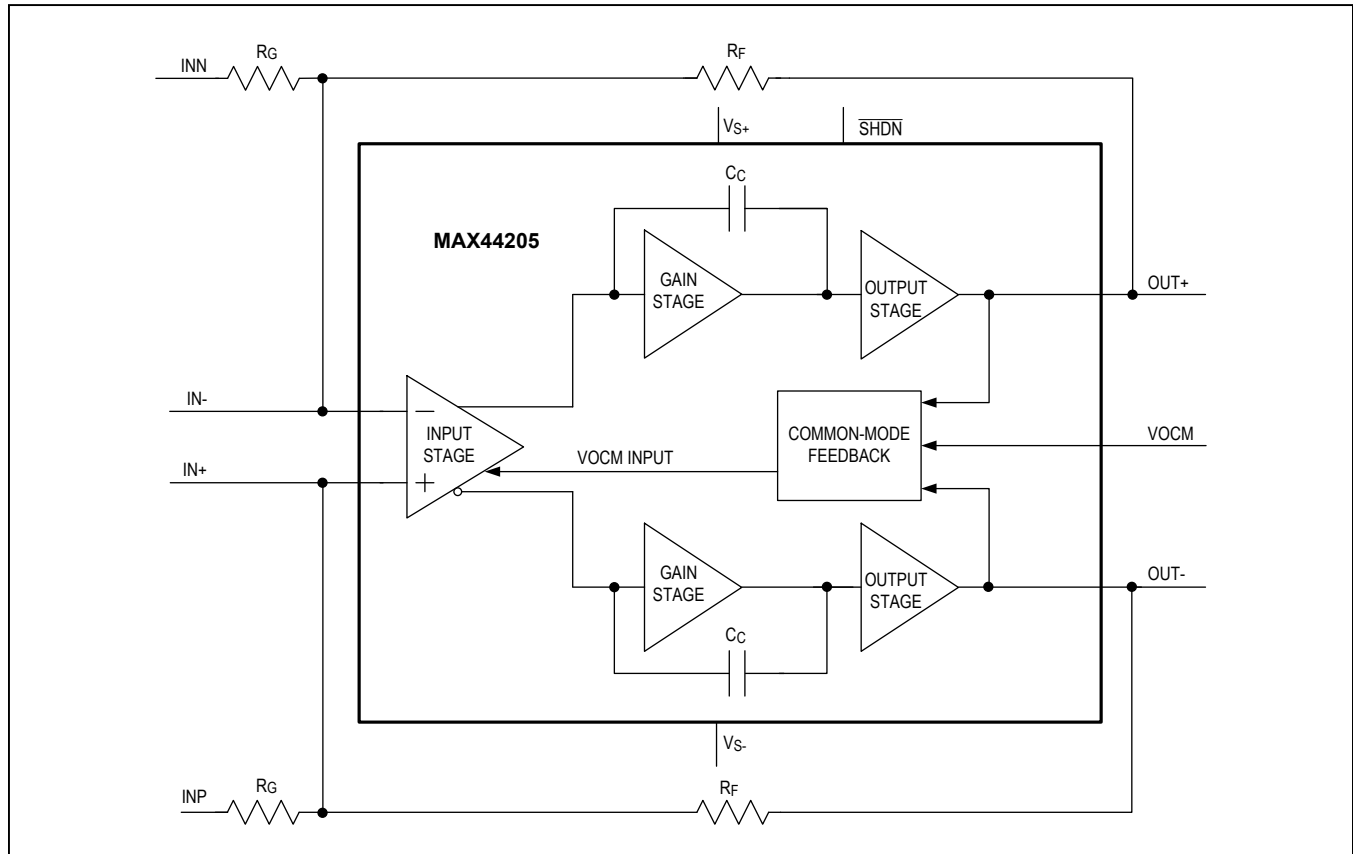 RG
RF
INN
VS+
SHDN
CC
MAX44205
GAIN
STAGE
OUTPUT
STAGE
OUT+
IN-
−
INPUT
STAGE
COMMON-MODE
FEEDBACK
VOCM
VOCM INPUT
IN+
+
GAIN
STAGE
OUTPUT
STAGE
OUT-
CC
VS-
RG
RF
INP